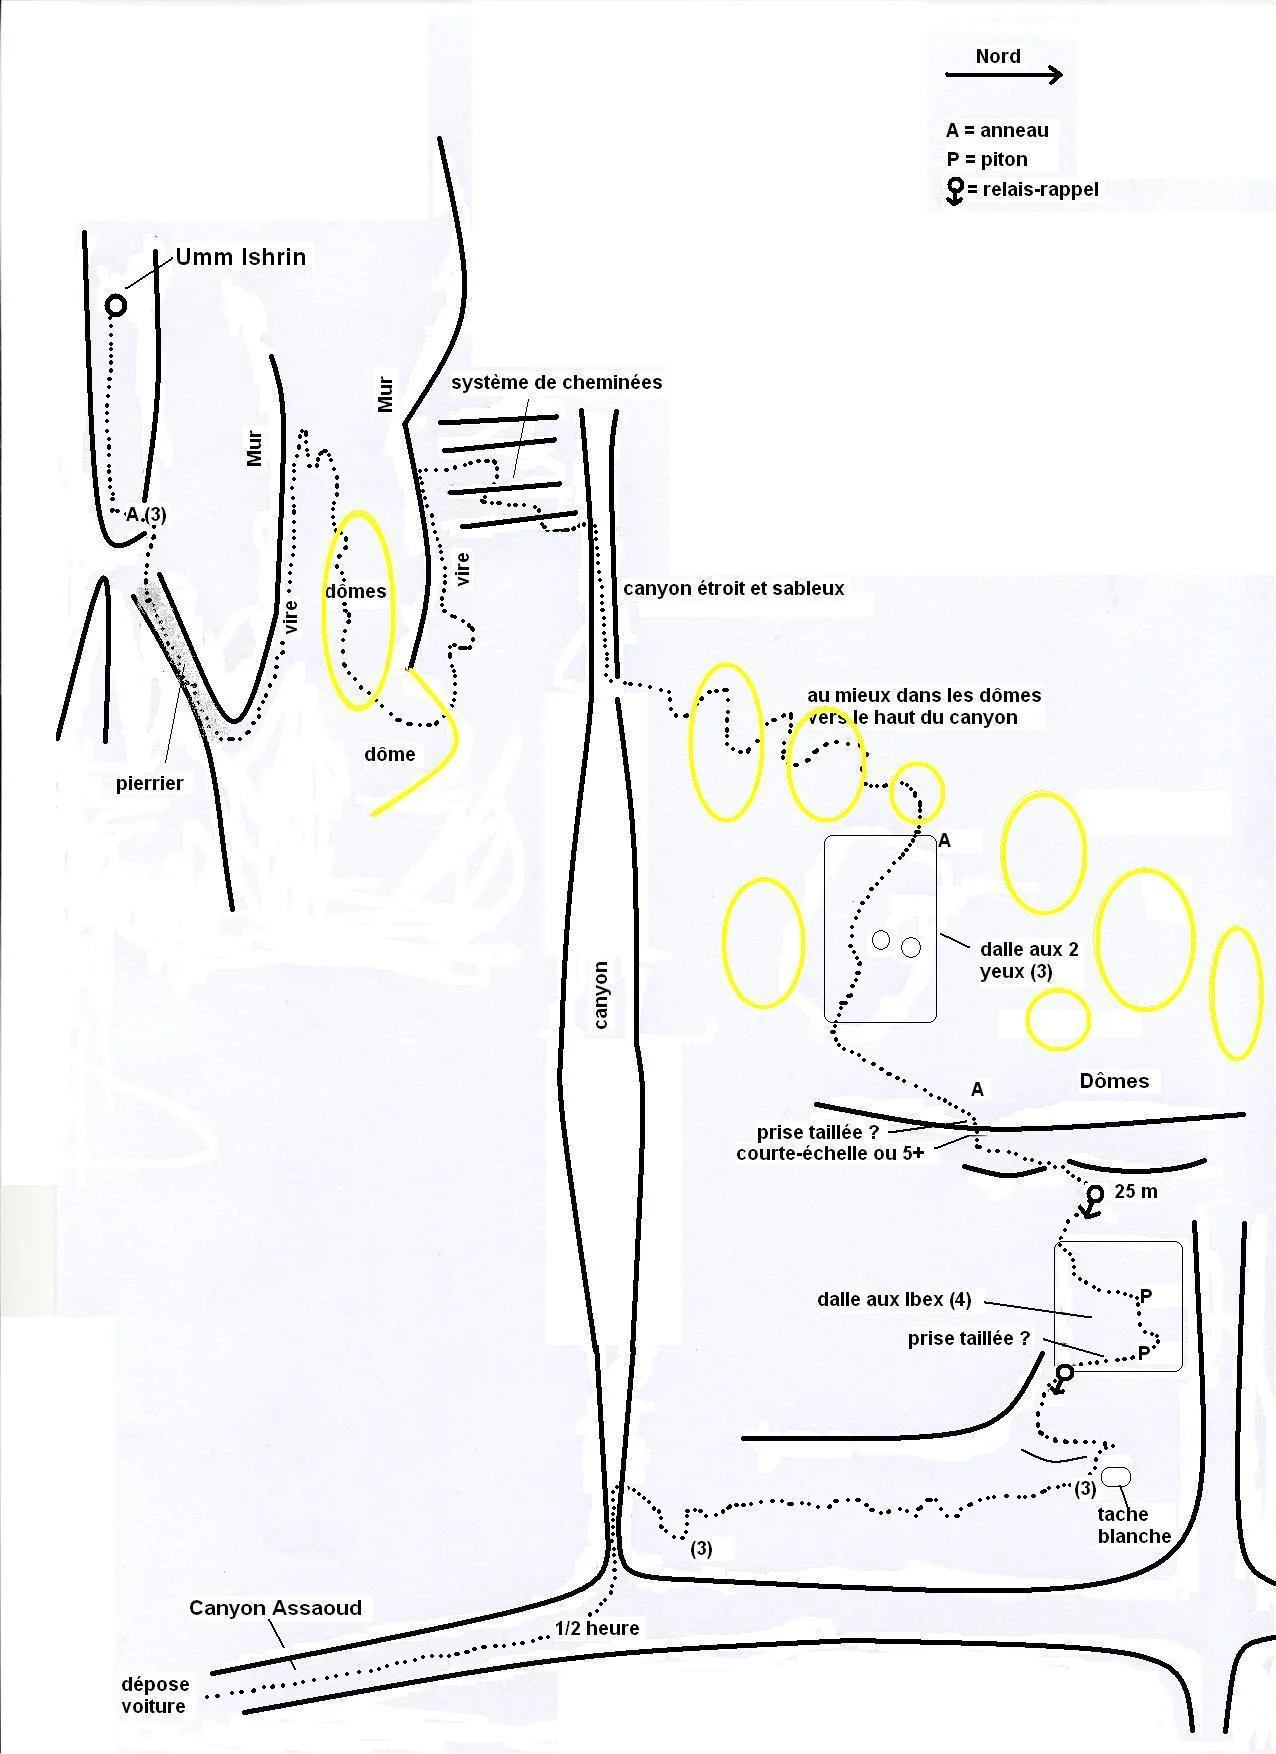 Nord
A = anneau
P = piton
= relais-rappel
Umm Ishrin
Mur
Mur
système de cheminées
A.(3)
vire
vire
dômes
canyon étroit et sableux
au mieux dans les dômes
vers le haut du canyon
dôme
pierrier
A
dalle aux 2
yeux (3)
canyon
Dômes
A
prise taillée ?
courte-échelle ou 5+
25 m
dalle aux Ibex (4)
P
prise taillée ?
P
(3)
tache
blanche
(3)
Canyon Assaoud
1/2 heure
dépose
voiture